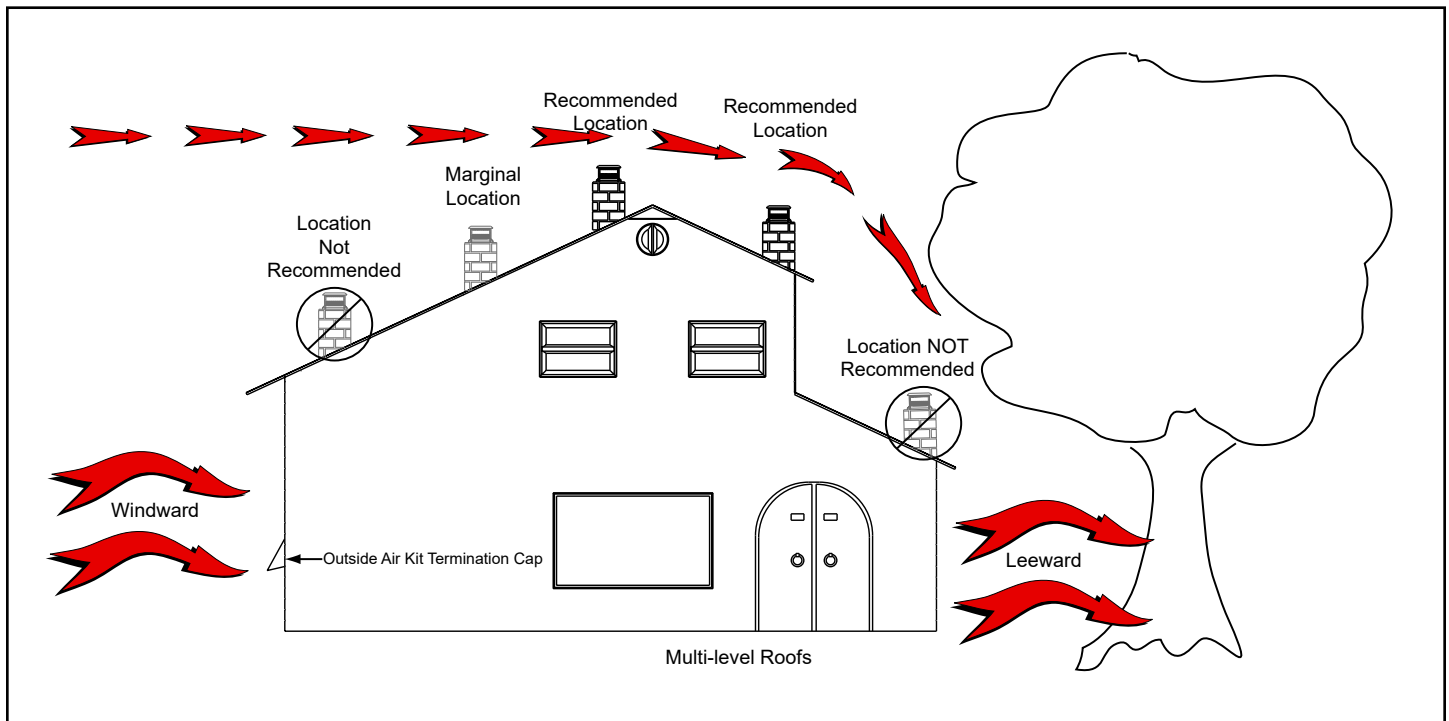 Recommended
Location
Recommended
Location
Marginal
Location
Location
Not
Recommended
Location NOT
Recommended
Windward
Outside Air Kit Termination Cap
Leeward
Multi-level Roofs